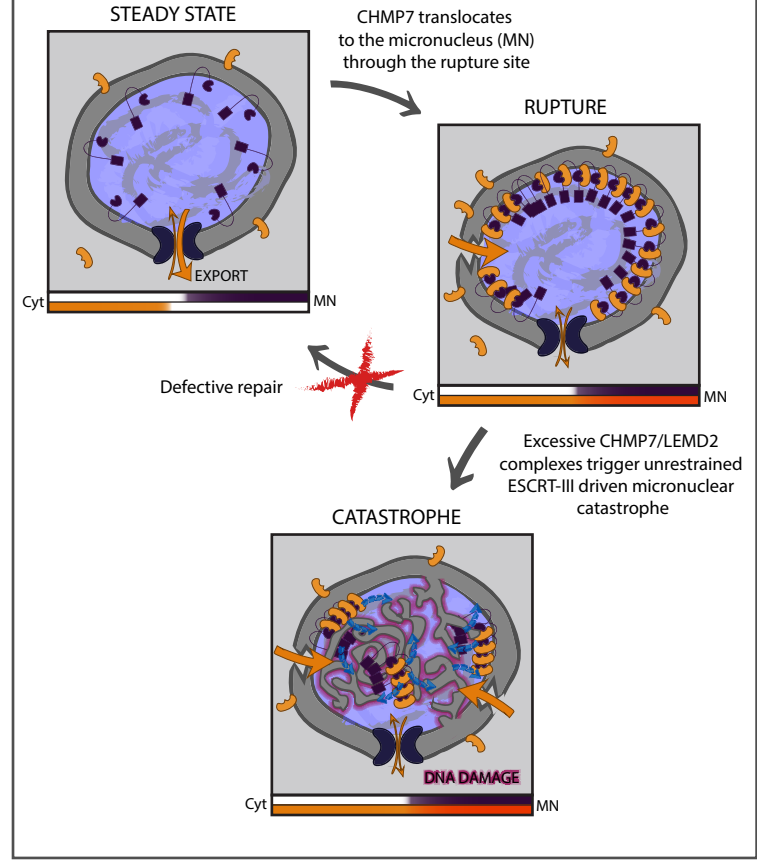 STEADY STATE
CHMP7 translocates
to the micronucleus (MN)
through the rupture site
RUPTURE
EXPORT
Cyt
MN
Defective repair
Cyt
MN
Excessive CHMP7/LEMD2
complexes trigger unrestrained
ESCRT-III driven micronuclear
catastrophe
CATASTROPHE
DNA DAMAGE
Cyt
MN